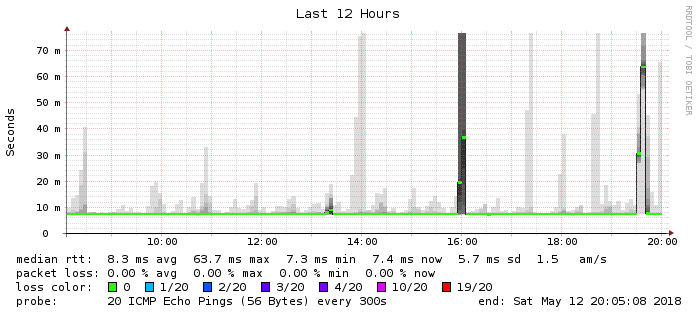 Last 12 Hours
RRDTOOL / TOBI OETIKER
Seconds
70 m
60 m
50 m
40 m
30 m
20 m
10 m
0
10:00 12:00 14:00 16:00 18:00 20:00
median rtt: 8.3 ms avg 63.7 ms max 7.3 ms min 7.4 ms now 5.7 ms sd 1.5 am/s
packet loss: 0.00 % avg 0.00 % max 0.00 % min 0.00 % now
loss color: 0 1/20 2/20 3/20 4/20 10/20 19/20
probe: 20 ICMP Echo Pings (56 Bytes) every 300s end: Sat May 12 20:05:08 2018